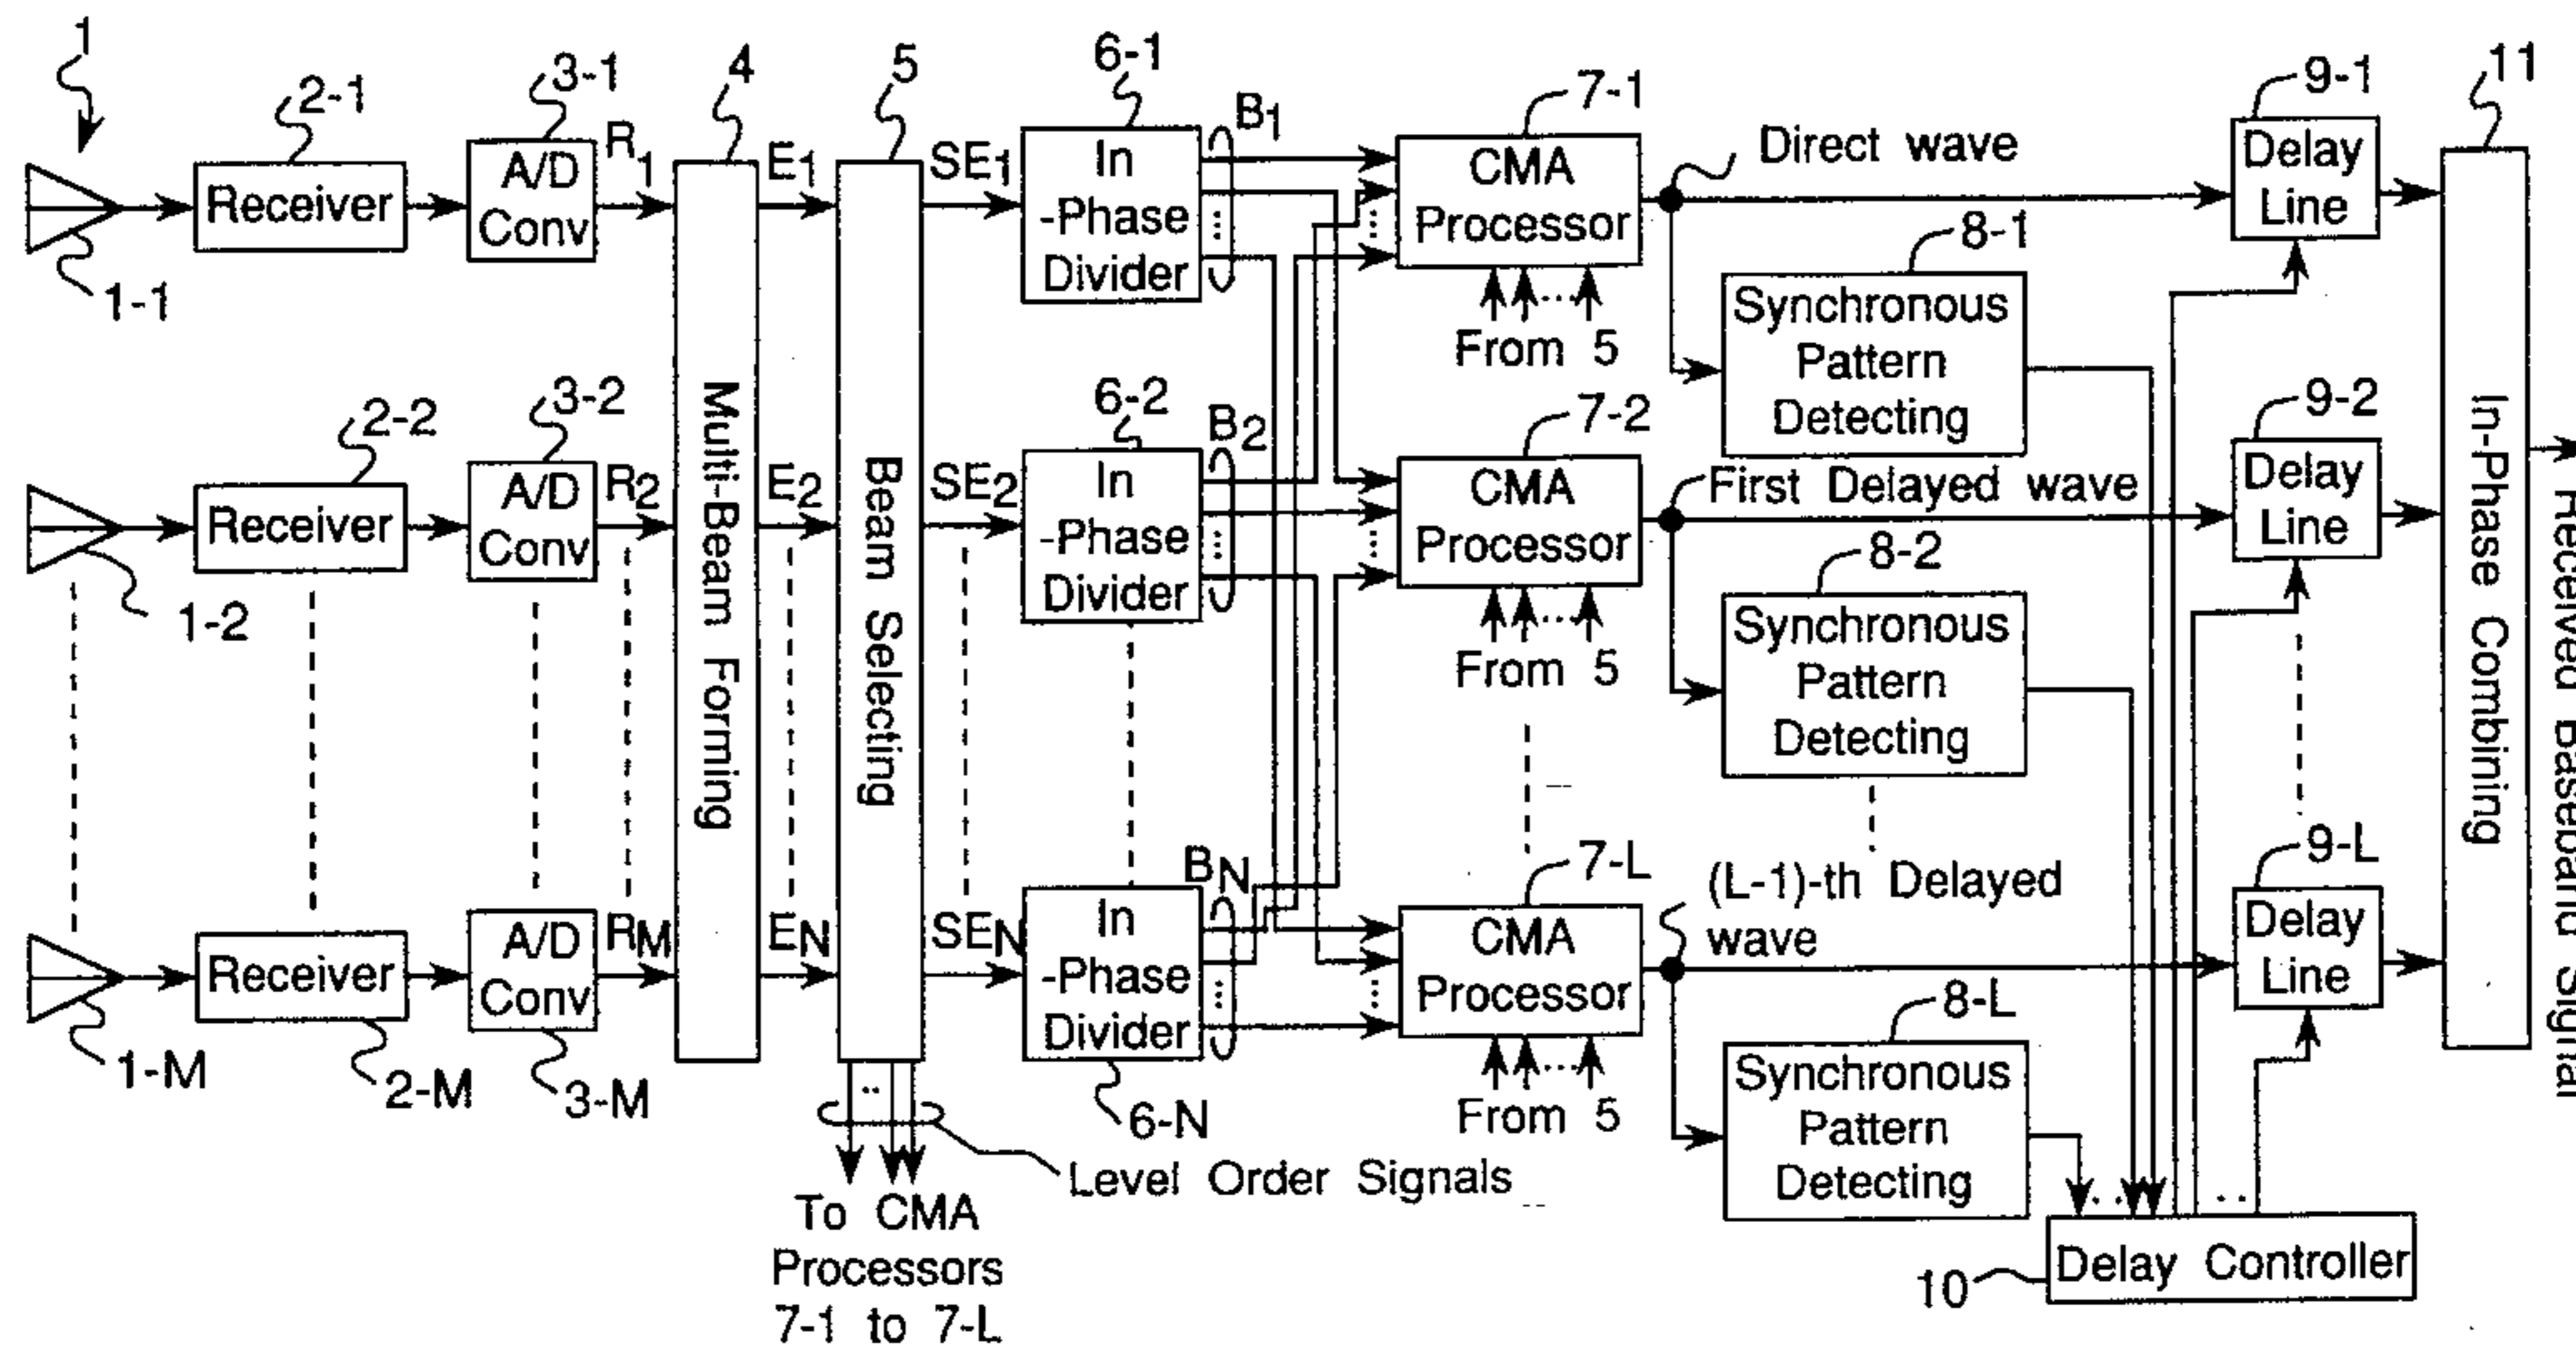 1
2-1
3-1
4
5
6-1
7-1
9-1
11
R1
E1
SE1
B1
Receiver
A/D
Conv
In
-Phase
Divider
CMA
Processor
Direct wave
Delay
Line
1-1
From 5
8-1
Synchronous
Pattern
Detecting
2-2
3-2
6-2
7-2
9-2
R2
E2
SE2
B2
Receiver
A/D
Conv
In
-Phase
Divider
CMA
Processor
First Delayed wave
Delay
Line
1-2
From 5
8-2
Synchronous
Pattern
Detecting
Multi-Beam Forming
Beam Selecting
In-Phase Combining
Received Baseband Signal
RM
EN
SEN
BN
7-L
9-L
Receiver
A/D
Conv
In
-Phase
Divider
CMA
Processor
(L-1)-th Delayed
wave
Delay
Line
1-M
2-M
3-M
6-N
From 5
8-L
Synchronous
Pattern
Detecting
Level Order Signals
To CMA
Processors
7-1 to 7-L
10
Delay Controller